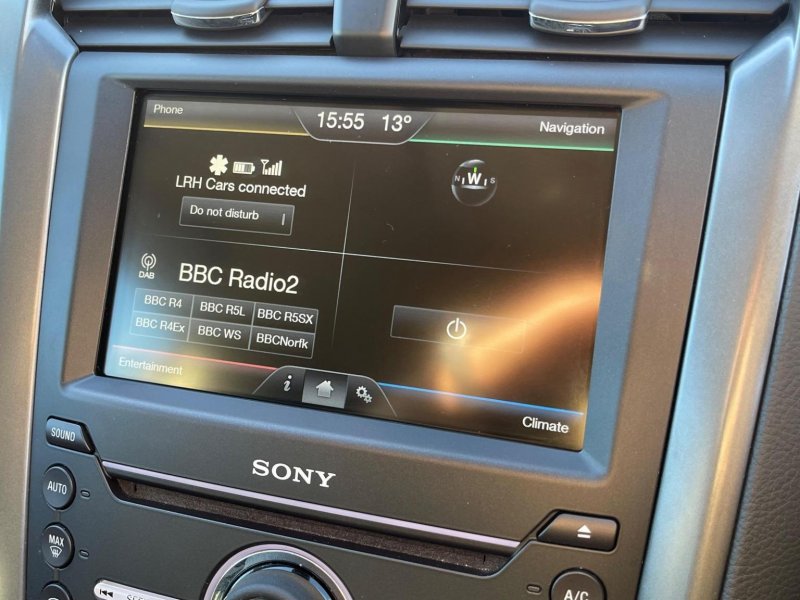 Phone
15:55 13°
Navigation
LRH Cars connected
Do not disturb
N W S
DAB
BBC Radio2
BBC R4 BBC R5L BBC R5SX
BBC R4Ex BBC WS BBCNorfk
Entertainment
i
Climate
SOUND
SONY
AUTO
MAX
A/C